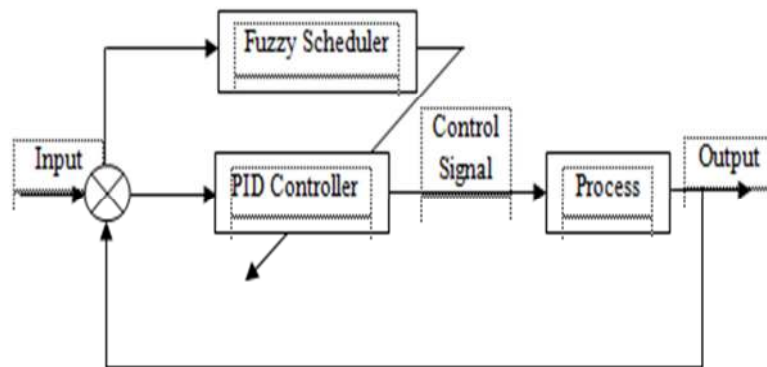 Fuzzy Scheduler
Input
PID Controller
Control
Signal
Process
Output